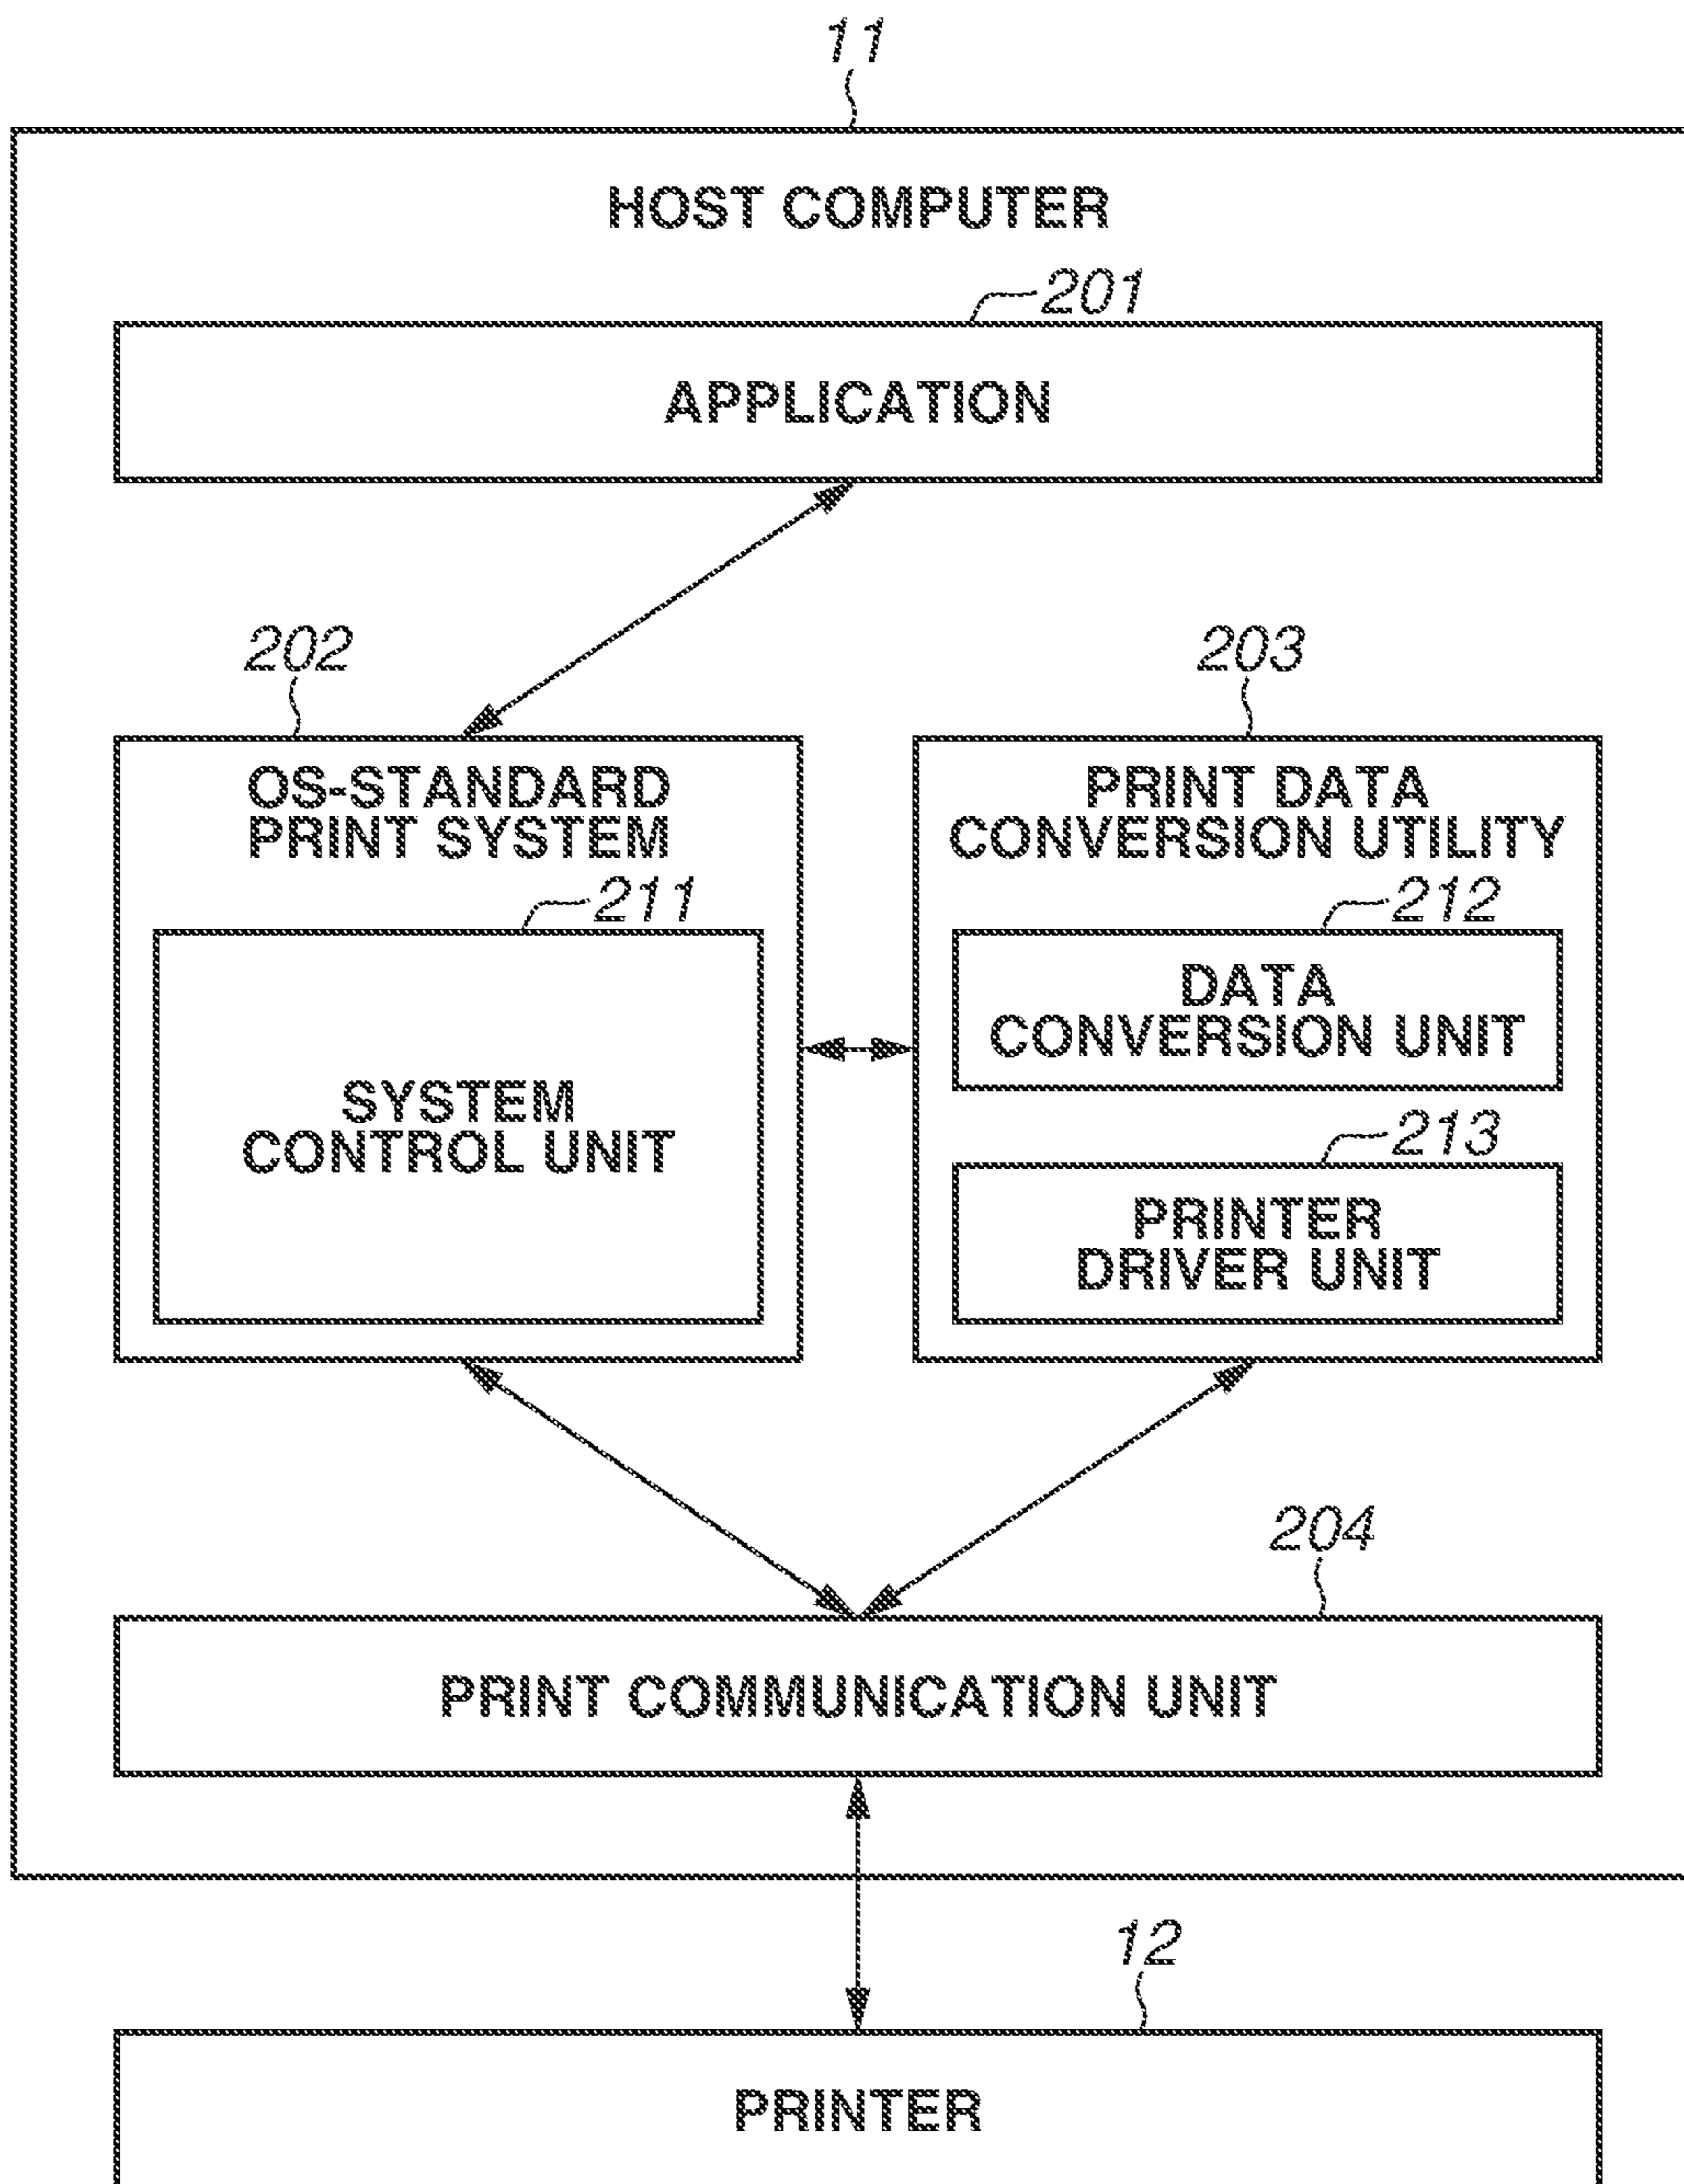 11
HOST COMPUTER
201
APPLICATION
202
203
OS-STANDARD
PRINT SYSTEM
211
SYSTEM
CONTROL UNIT
PRINT DATA
CONVERSION UTILITY
212
DATA
CONVERSION UNIT
213
PRINTER
DRIVER UNIT
204
PRINT COMMUNICATION UNIT
12
PRINTER